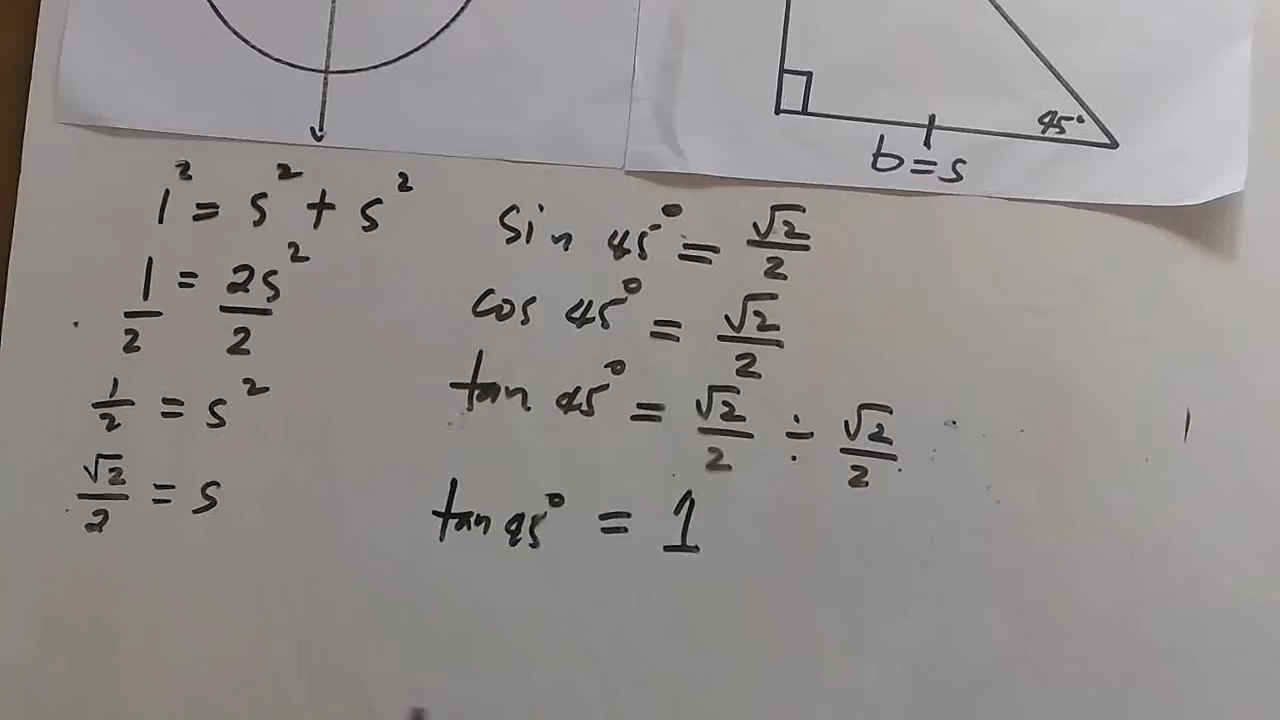 45°
b=s
1² = s² + s²
1/2 = 2s²/2
1/2 = s²
√2/2 = s
sin 45° = √2/2
cos 45° = √2/2
tan 45° = √2/2 ÷ √2/2
tan 45° = 1